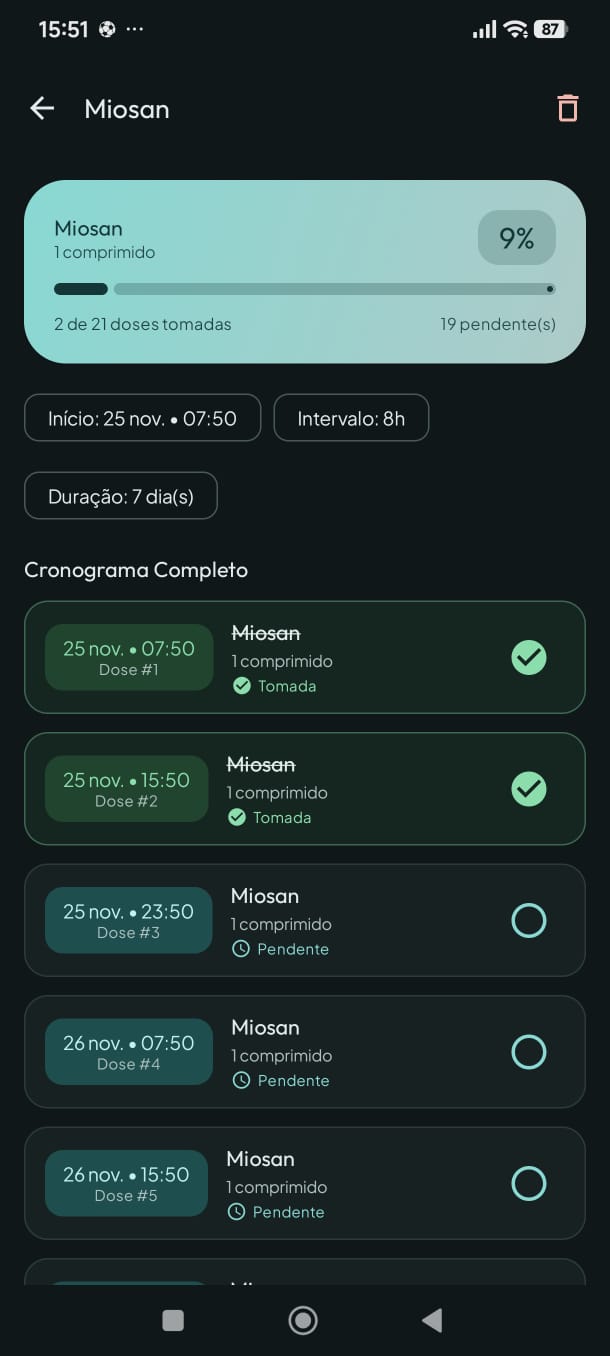 15:51
87
Miosan
Miosan
1 comprimido
9%
2 de 21 doses tomadas
19 pendente(s)
Início: 25 nov. • 07:50
Intervalo: 8h
Duração: 7 dia(s)
Cronograma Completo
25 nov. • 07:50
Dose #1
Miosan
1 comprimido
Tomada
25 nov. • 15:50
Dose #2
Miosan
1 comprimido
Tomada
25 nov. • 23:50
Dose #3
Miosan
1 comprimido
Pendente
26 nov. • 07:50
Dose #4
Miosan
1 comprimido
Pendente
26 nov. • 15:50
Dose #5
Miosan
1 comprimido
Pendente